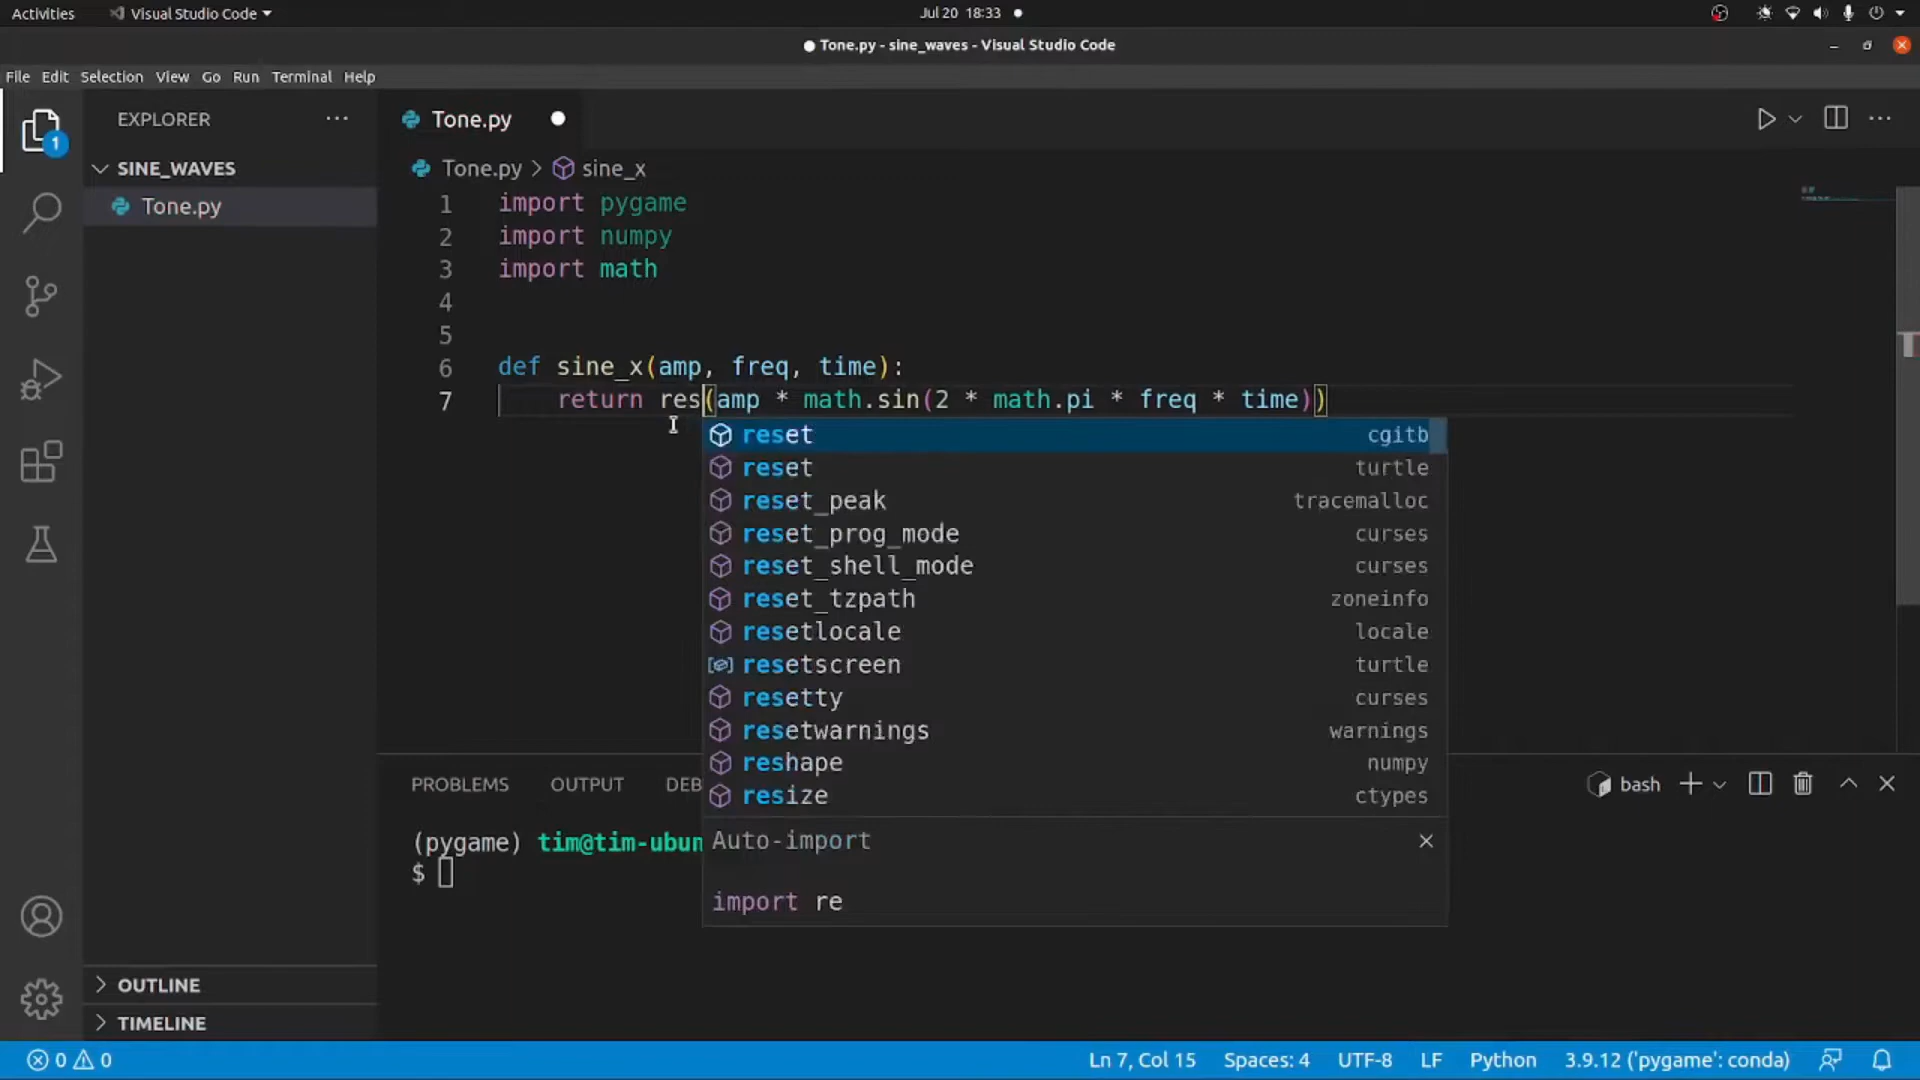 Activities Visual Studio Code Jul 20 18:33
Tone.py - sine_waves - Visual Studio Code
File Edit Selection View Go Run Terminal Help
EXPLORER
Tone.py
1
SINE_WAVES
Tone.py > sine_x
Tone.py
1 import pygame
2 import numpy
3 import math
4
5
6 def sine_x(amp, freq, time):
7 return res(amp * math.sin(2 * math.pi * freq * time))
reset cgitb
reset turtle
reset_peak tracemalloc
reset_prog_mode curses
reset_shell_mode curses
reset_tzpath zoneinfo
resetlocale locale
resetscreen turtle
resetty curses
resetwarnings warnings
reshape numpy
resize ctypes
Auto-import
import re
PROBLEMS OUTPUT DEB
bash
(pygame) tim@tim-ubun
$
OUTLINE
TIMELINE
0 0 Ln 7, Col 15 Spaces: 4 UTF-8 LF Python 3.9.12 ('pygame': conda)